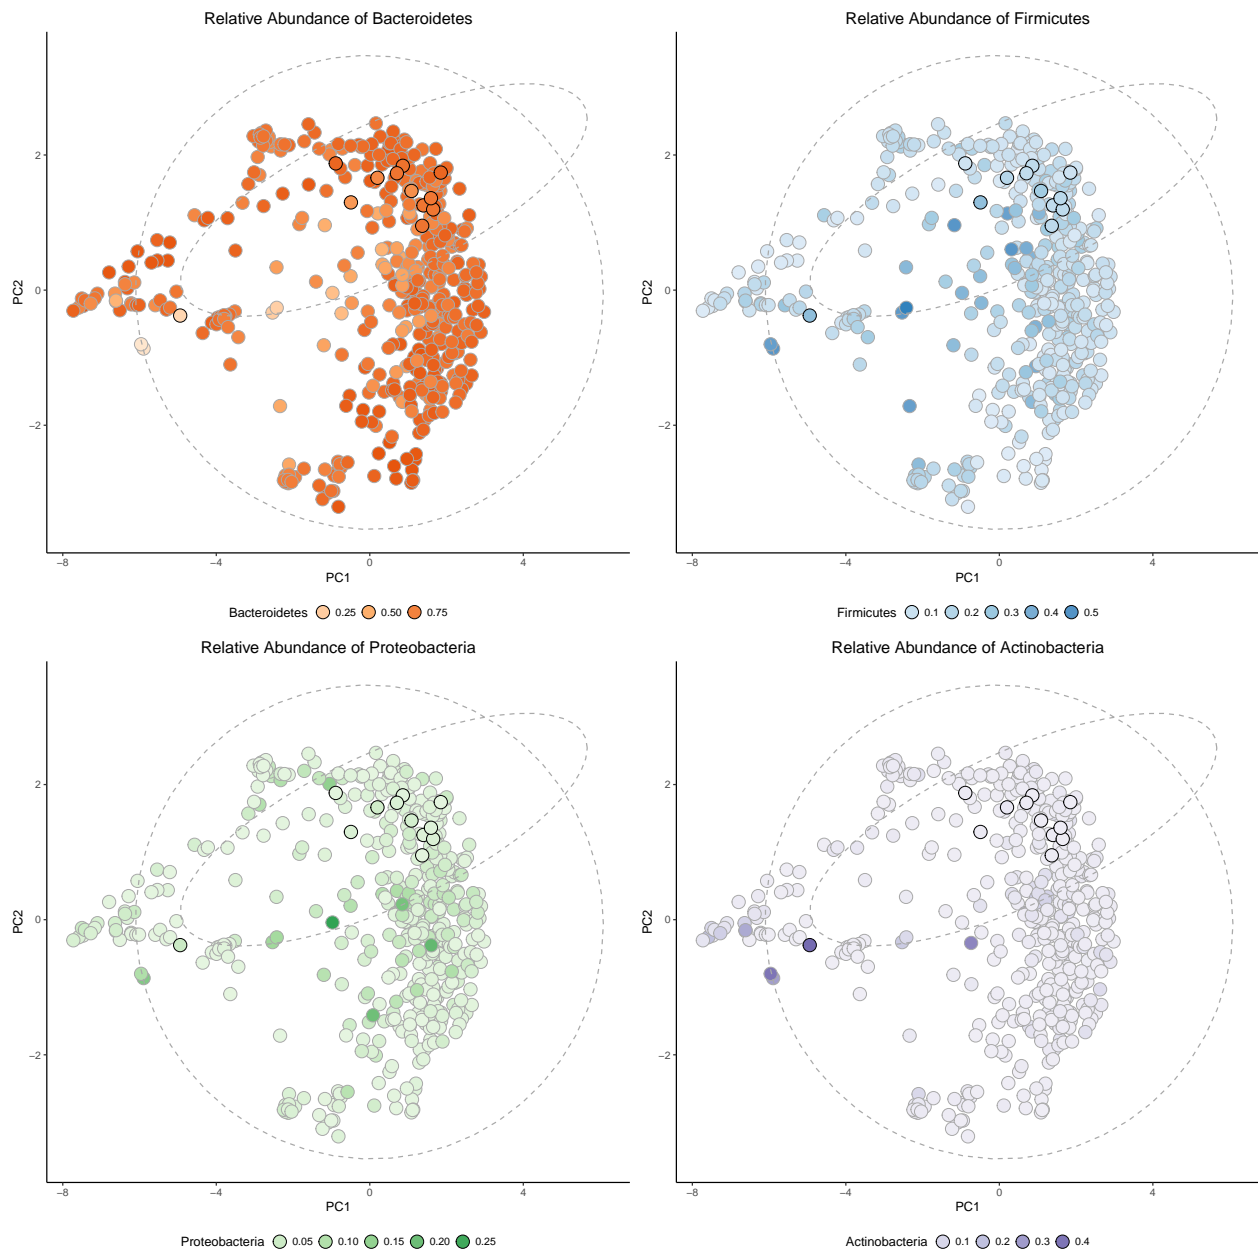 Relative Abundance of Bacteroidetes
2
0
−2
PC2
−8 −4 0 4
PC1
Bacteroidetes 0.25 0.50 0.75
Relative Abundance of Firmicutes
2
0
−2
PC2
−8 −4 0 4
PC1
Firmicutes 0.1 0.2 0.3 0.4 0.5
Relative Abundance of Proteobacteria
2
0
−2
PC2
−8 −4 0 4
PC1
Proteobacteria 0.05 0.10 0.15 0.20 0.25
Relative Abundance of Actinobacteria
2
0
−2
PC2
−8 −4 0 4
PC1
Actinobacteria 0.1 0.2 0.3 0.4